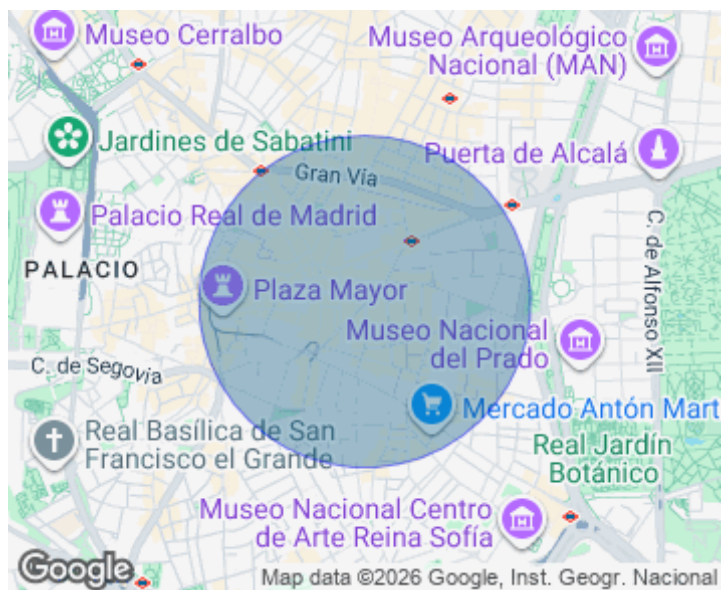 Museo Cerralbo
Museo Arqueológico
Nacional (MAN)
Jardines de Sabatini
Puerta de Alcalá
Gran Vía
Palacio Real de Madrid
C. de Alfonso XII
PALACIO
Plaza Mayor
Museo Nacional
del Prado
C. de Segovia
Mercado Antón Mart
Real Basílica de San
Francisco el Grande
Real Jardín
Botánico
Museo Nacional Centro
de Arte Reina Sofía
Google
Map data ©2026 Google, Inst. Geogr. Nacional